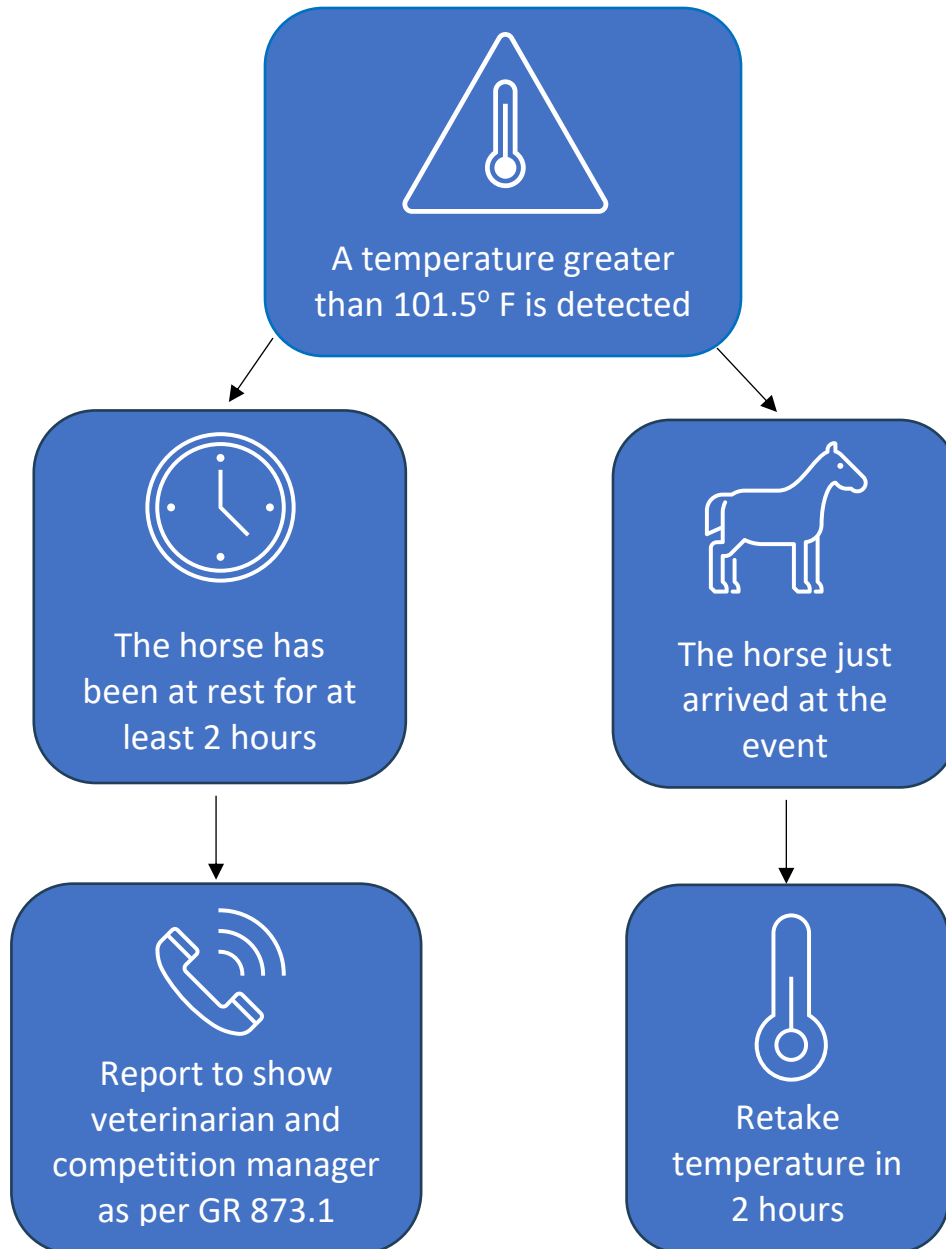 A temperature greater
than 101.5° F is detected
The horse has
been at rest for at
least 2 hours
The horse just
arrived at the
event
Report to show
veterinarian and
competition manager
as per GR 873.1
Retake
temperature in
2 hours